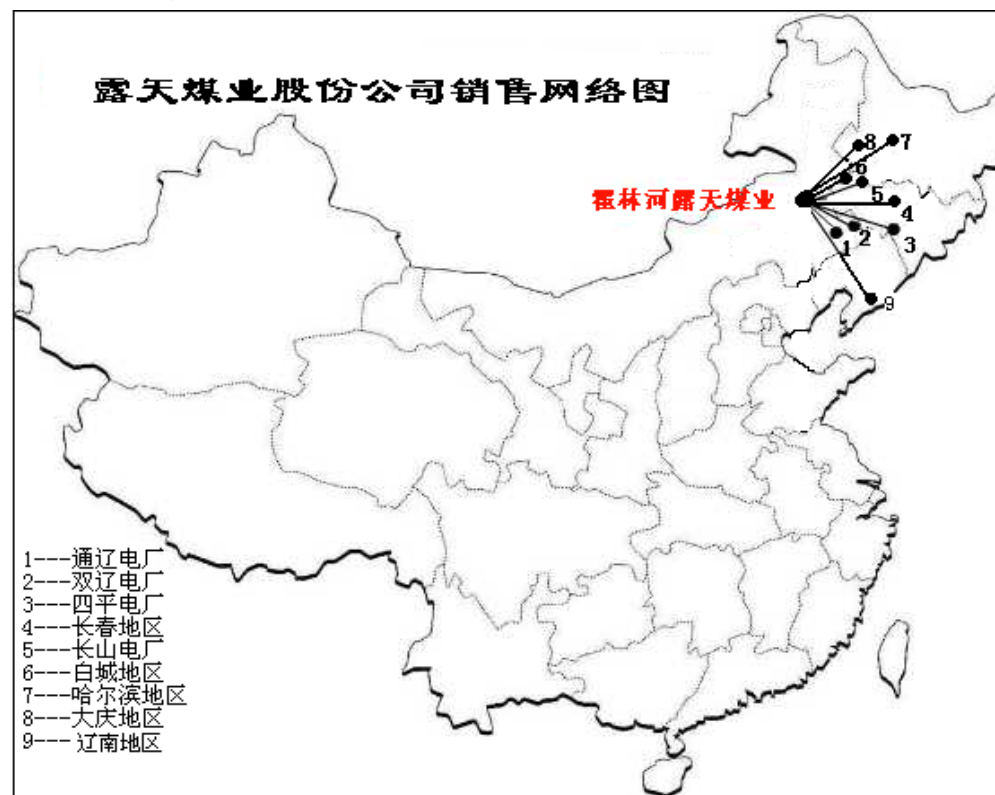 露天煤业股份公司销售网络图
8
7
6
霍林河露天煤业
5
4
2
1
3
9
1---通辽电厂
2---双辽电厂
3---四平电厂
4---长春地区
5---长山电厂
6---白城地区
7---哈尔滨地区
8---大庆地区
9---辽南地区